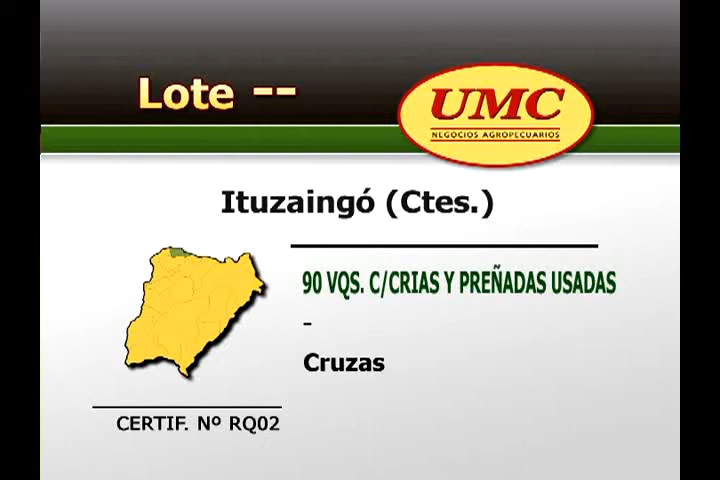 Lote --
UMC
NEGOCIOS AGROPECUARIOS
Ituzaingó (Ctes.)
90 VQS. C/CRIAS Y PREÑADAS USADAS
-
Cruzas
CERTIF. Nº RQ02